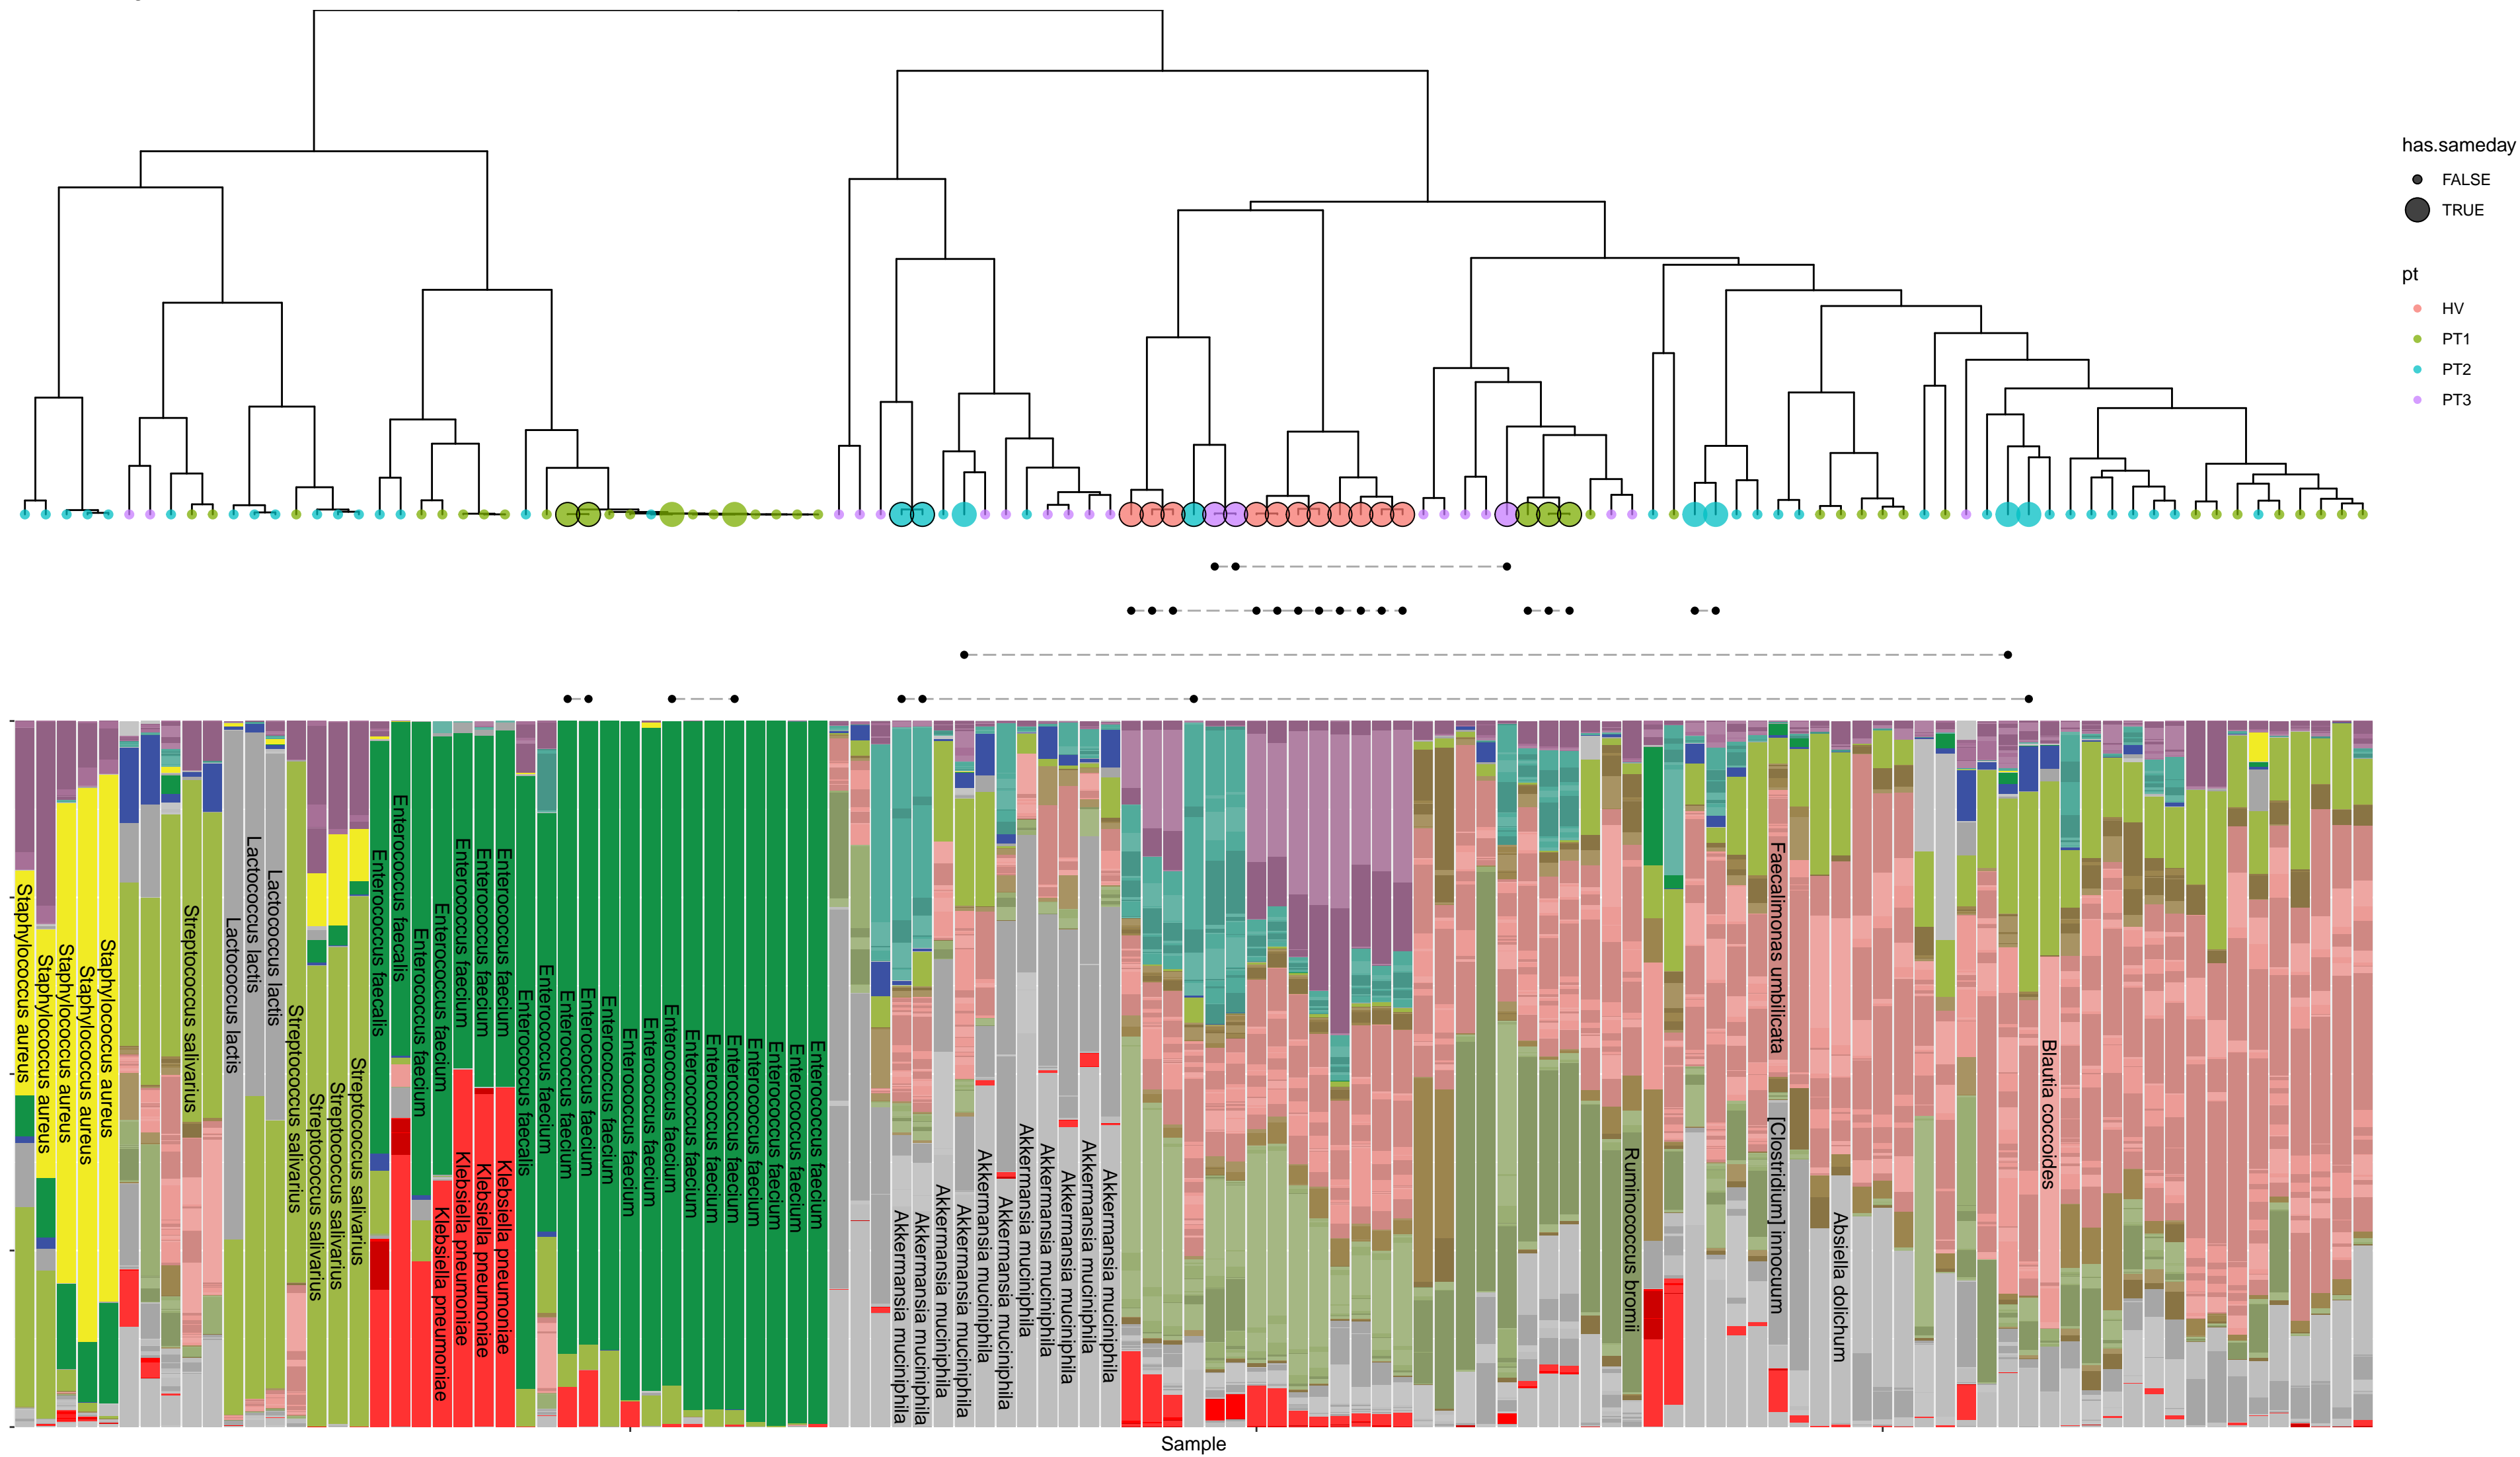 has.sameday
FALSE
TRUE
pt
HV
PT1
PT2
PT3
Staphylococcus aureus
Staphylococcus aureus
Staphylococcus aureus
Staphylococcus aureus
Staphylococcus aureus
Streptococcus salivarius
Lactococcus lactis
Lactococcus lactis
Lactococcus lactis
Streptococcus salivarius
Streptococcus salivarius
Streptococcus salivarius
Streptococcus salivarius
Enterococcus faecalis
Enterococcus faecalis
Enterococcus faecium
Enterococcus faecium
Klebsiella pneumoniae
Enterococcus faecium
Klebsiella pneumoniae
Enterococcus faecium
Klebsiella pneumoniae
Enterococcus faecium
Klebsiella pneumoniae
Enterococcus faecalis
Enterococcus faecium
Enterococcus faecium
Enterococcus faecium
Enterococcus faecium
Enterococcus faecium
Enterococcus faecium
Enterococcus faecium
Enterococcus faecium
Enterococcus faecium
Enterococcus faecium
Enterococcus faecium
Enterococcus faecium
Enterococcus faecium
Enterococcus faecium
Akkermansia muciniphila
Akkermansia muciniphila
Akkermansia muciniphila
Akkermansia muciniphila
Akkermansia muciniphila
Akkermansia muciniphila
Akkermansia muciniphila
Akkermansia muciniphila
Akkermansia muciniphila
Akkermansia muciniphila
Akkermansia muciniphila
Ruminococcus bromii
Faecalimonas umbilicata
[Clostridium] innocuum
Absiella dolichum
Blautia coccoides
Sample